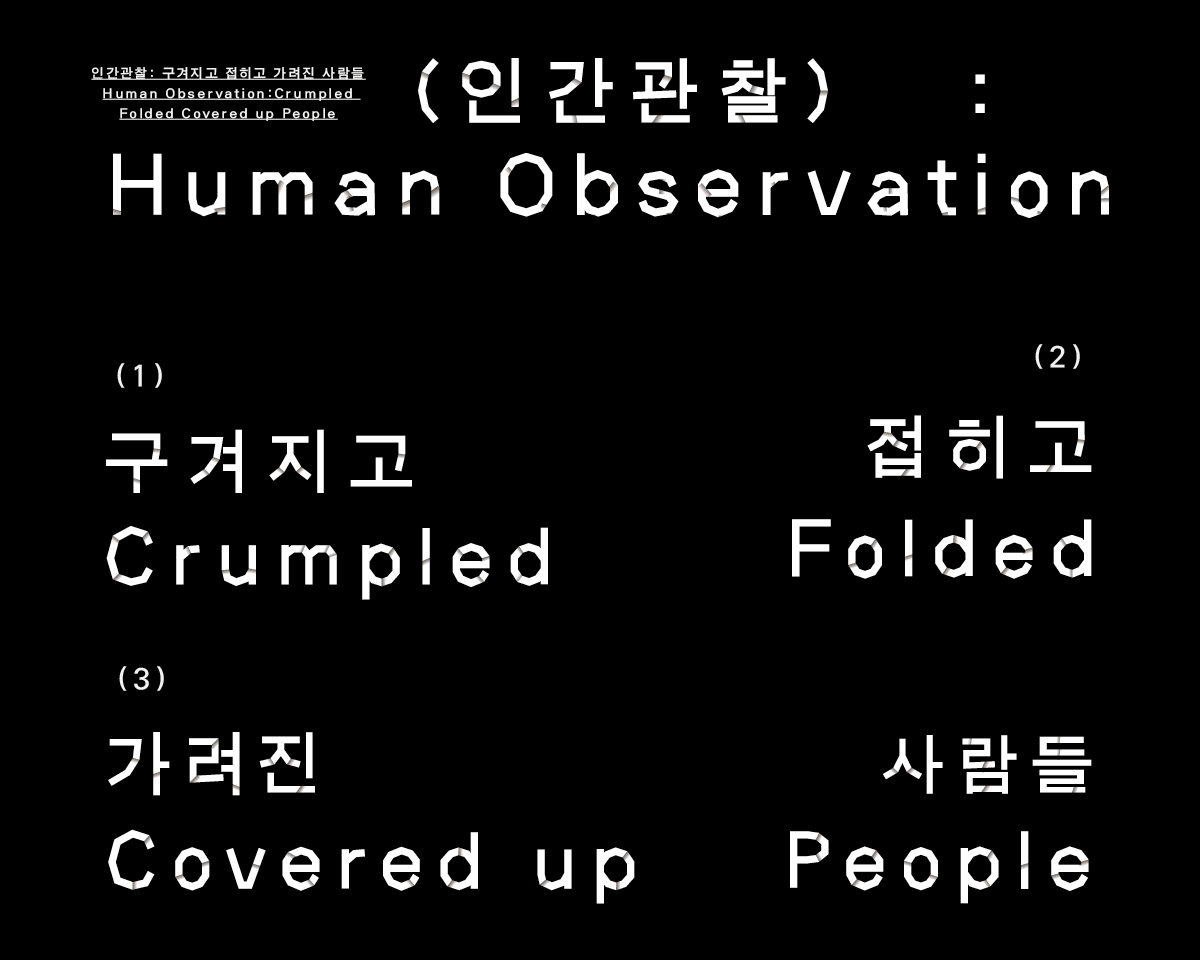 인간관찰: 구겨지고 접히고 가려진 사람들
Human Observation:Crumpled
Folded Covered up People
(인간관찰) :
Human Observation
(1)
구겨지고
Crumpled
(2)
접히고
Folded
(3)
가려진
Covered up
사람들
People